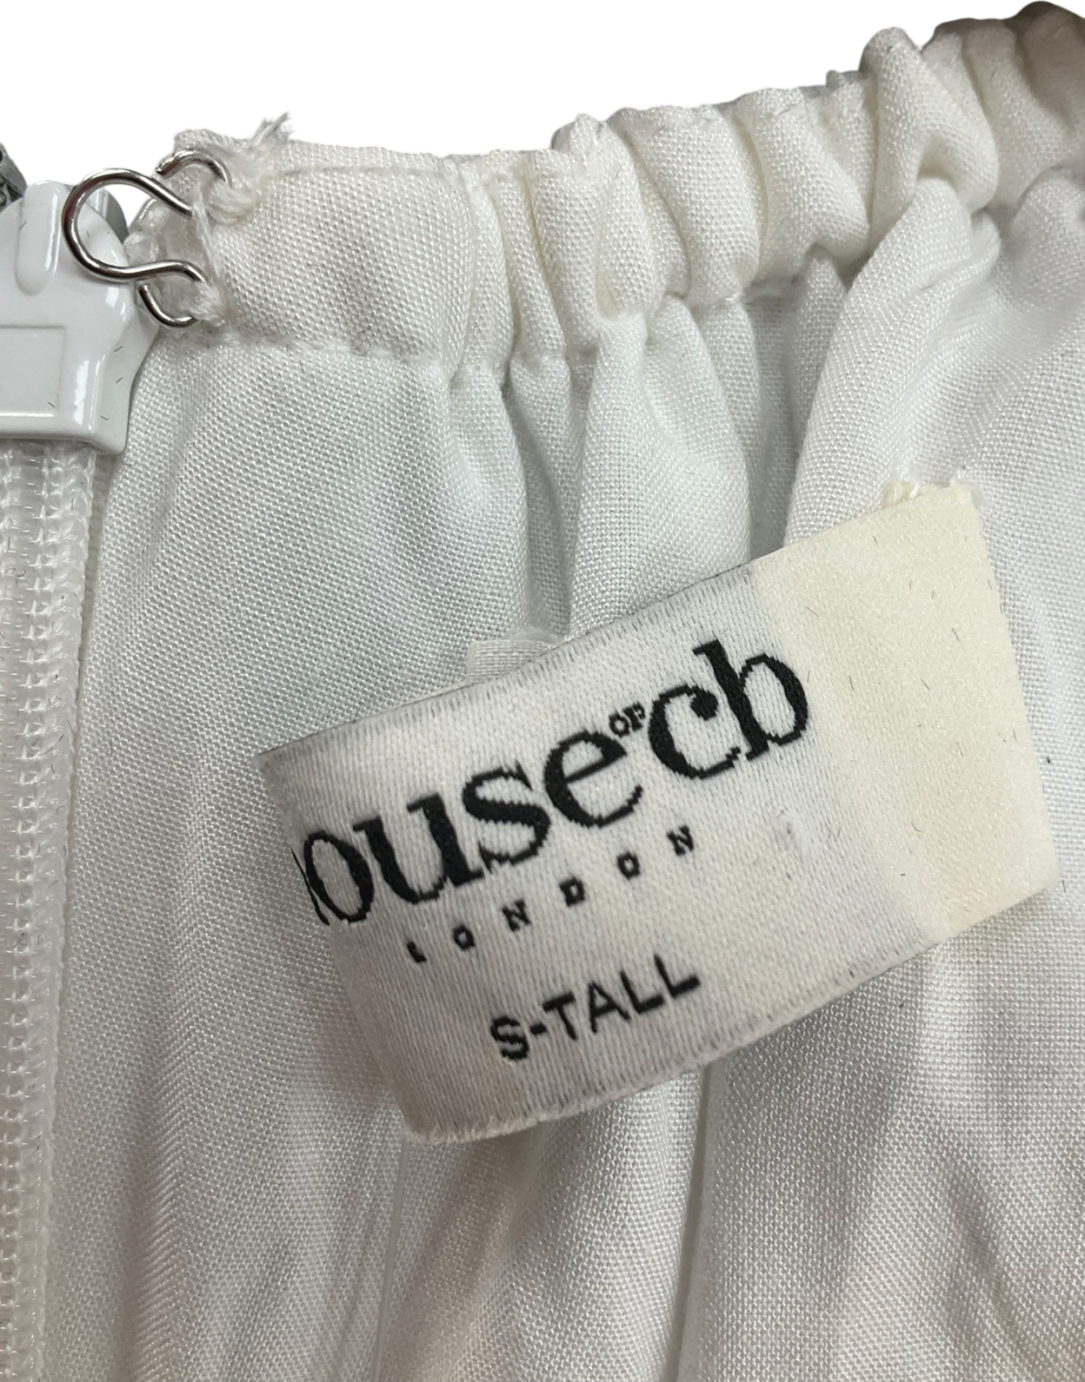 ouse OF cb
LONDON
S-TALL